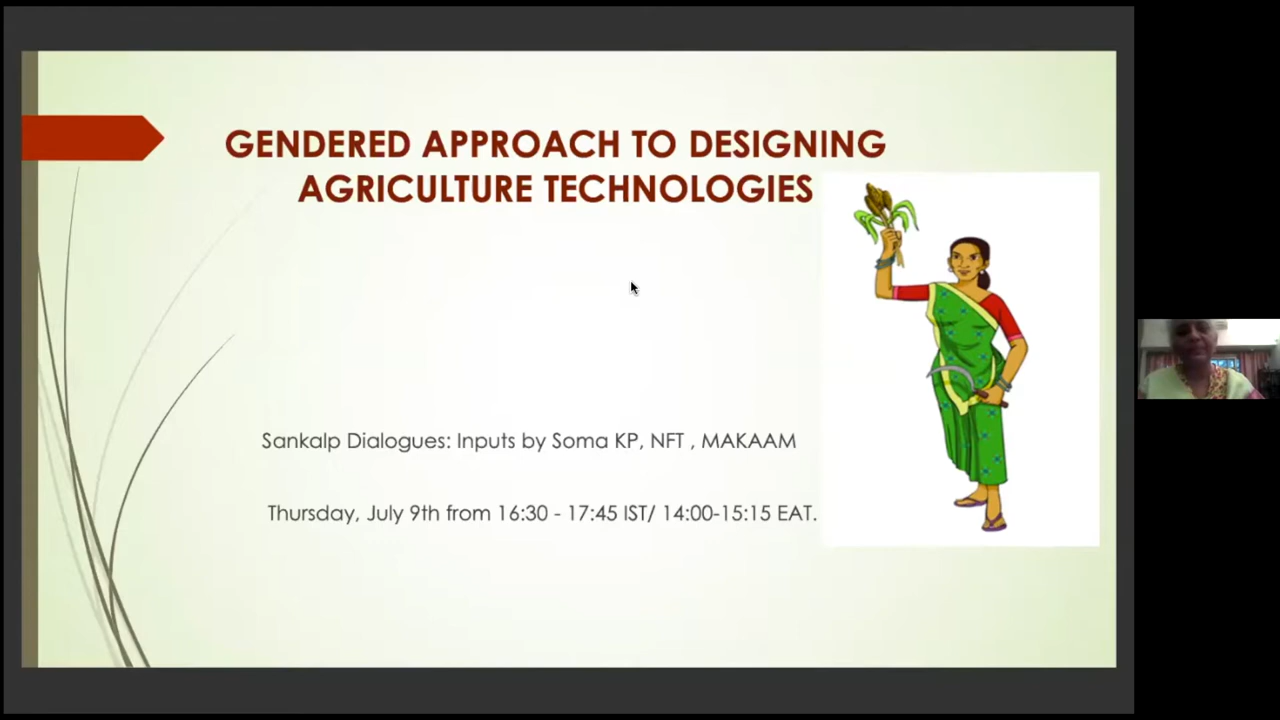 GENDERED APPROACH TO DESIGNING
AGRICULTURE TECHNOLOGIES
Sankalp Dialogues: Inputs by Soma KP, NFT , MAKAAM
Thursday, July 9th from 16:30 - 17:45 IST/ 14:00-15:15 EAT.